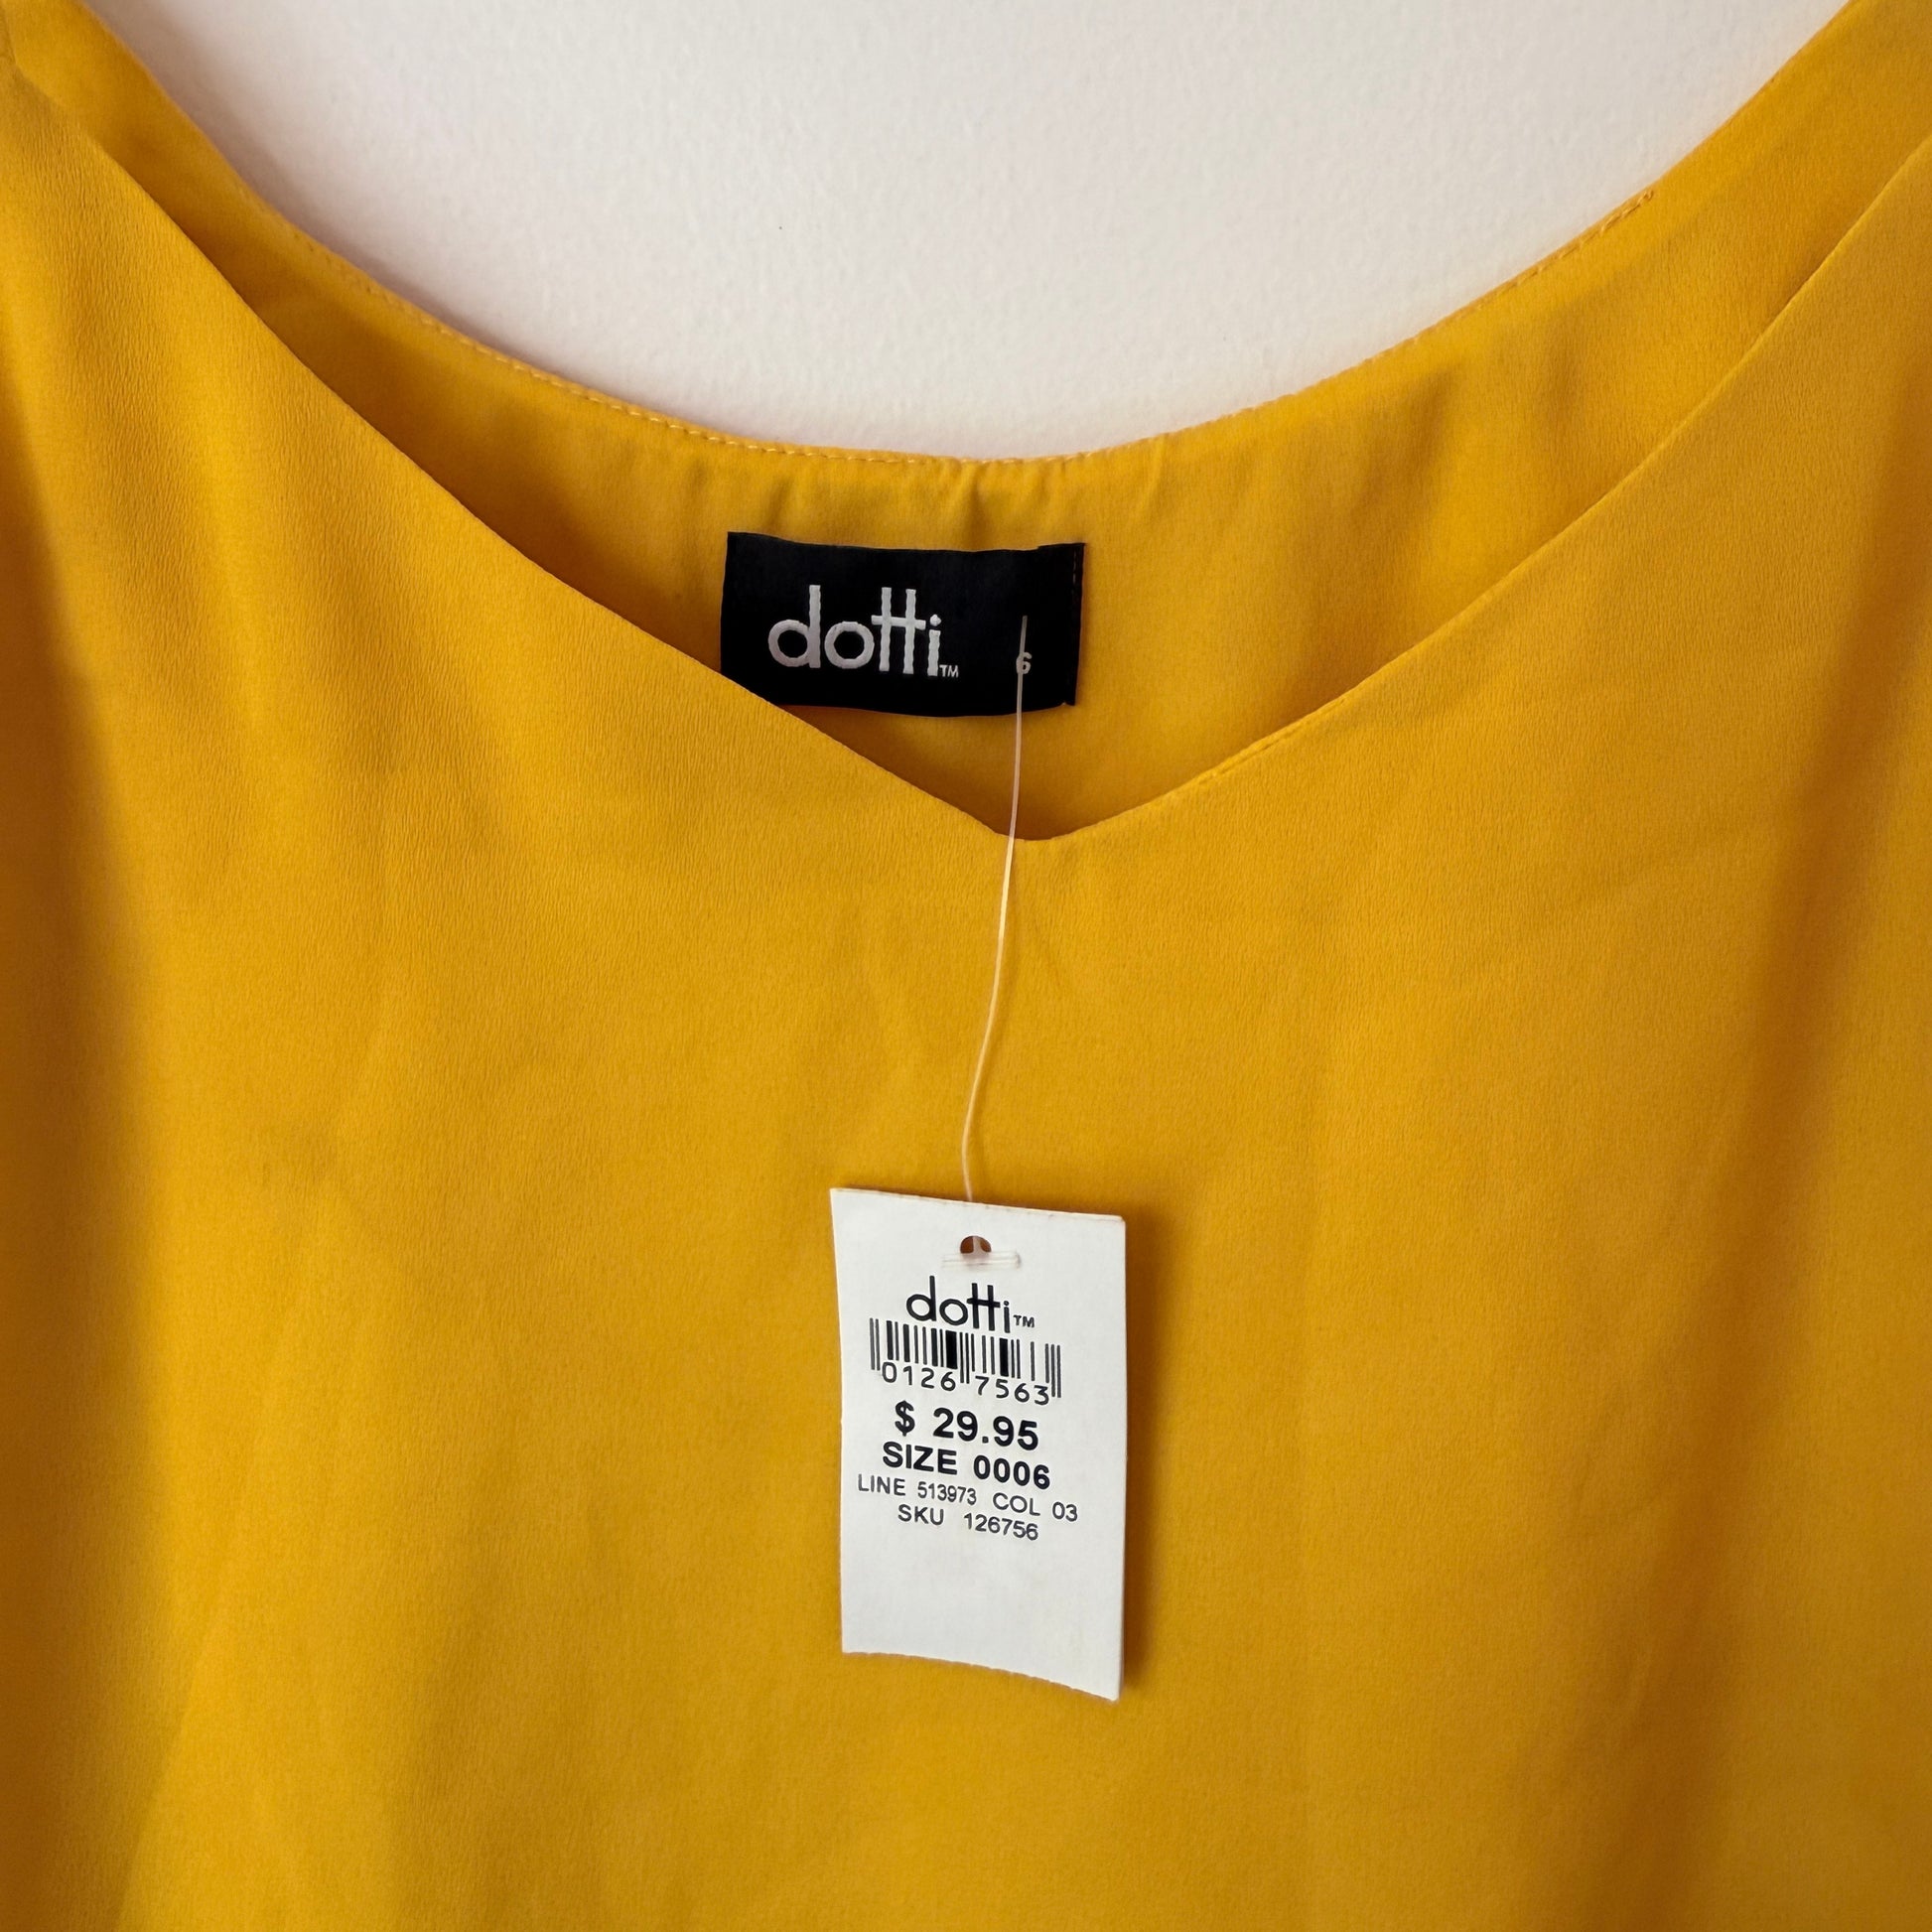 dotti™ 6
dotti™
0126 7563
$ 29.95
SIZE 0006
LINE 513973 COL 03
SKU 126756